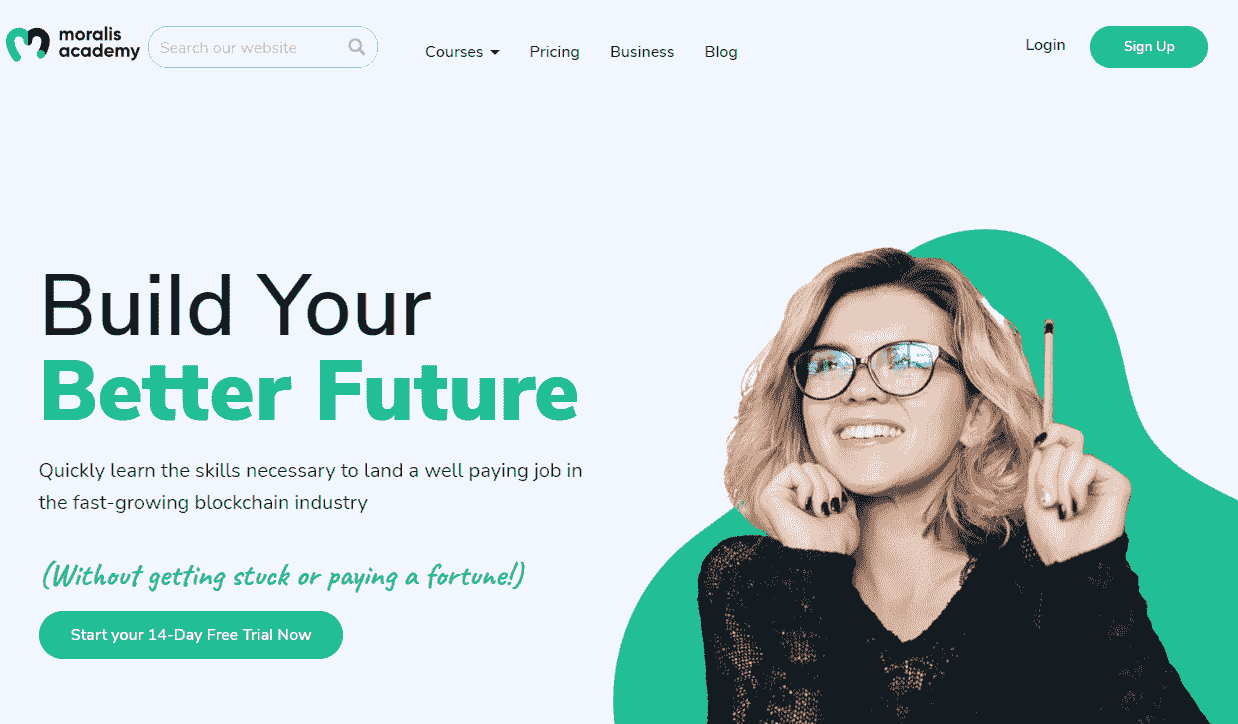 moralis
academy
Search our website
Courses
Pricing
Business
Blog
Login
Sign Up
Build Your
Better Future
Quickly learn the skills necessary to land a well paying job in
the fast-growing blockchain industry
(Without getting stuck or paying a fortune!)
Start your 14-Day Free Trial Now